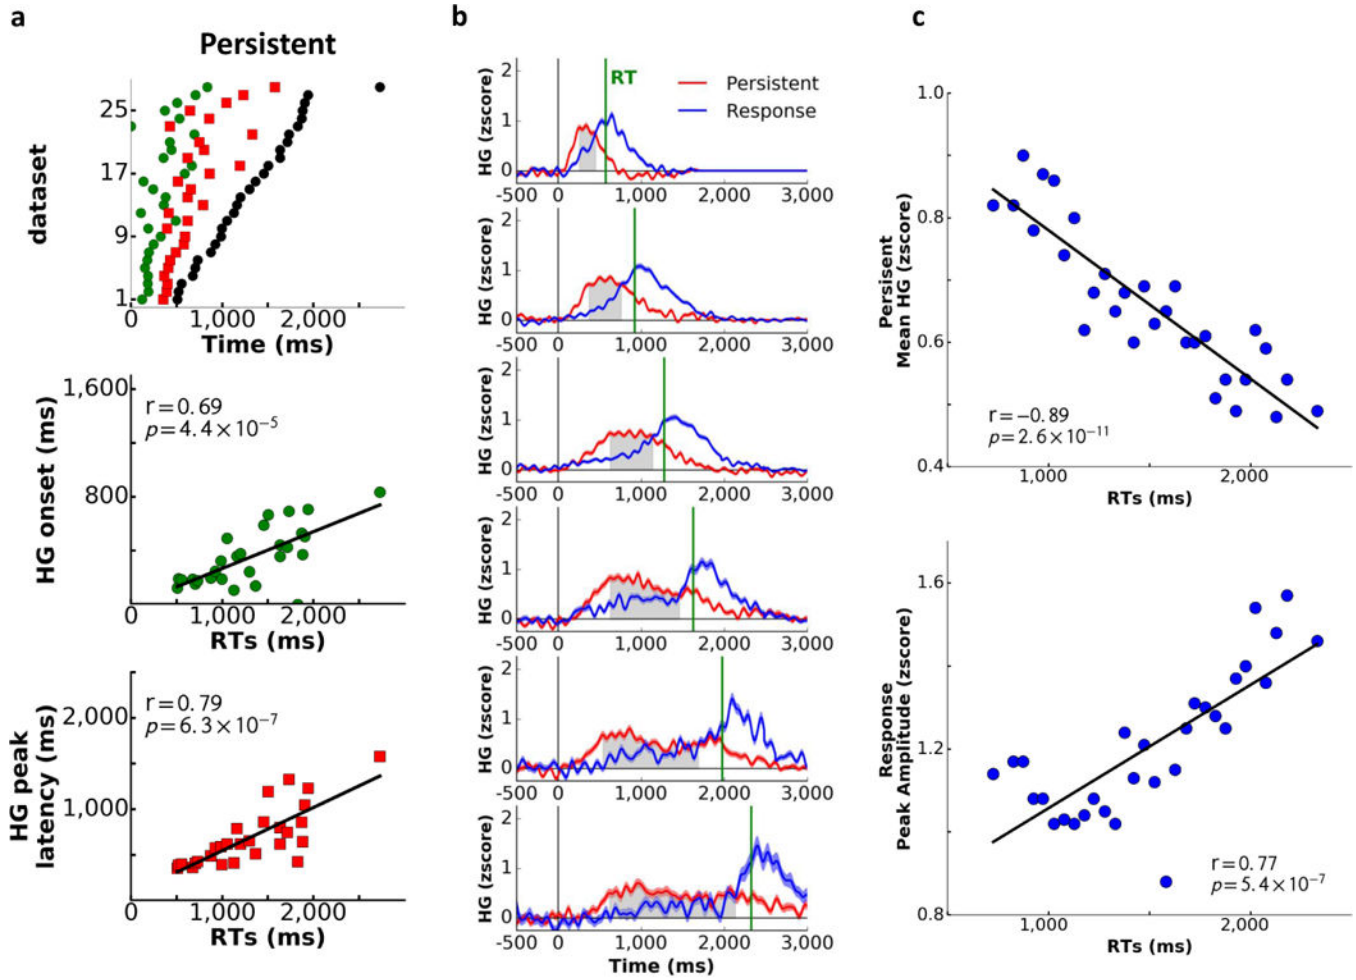 a
Persistent
dataset
25
17
9
1
0
1,000
2,000
Time (ms)
HG onset (ms)
1,600
800
0
r = 0.69
p = 4.4 × 10⁻⁵
0
1,000
2,000
RTs (ms)
HG peak
latency (ms)
2,000
1,000
0
r = 0.79
p = 6.3 × 10⁻⁷
0
1,000
2,000
RTs (ms)
b
HG (zscore)
2
1
0
RT
Persistent
Response
-500
0
1,000
2,000
3,000
HG (zscore)
2
1
0
-500
0
1,000
2,000
3,000
HG (zscore)
2
1
0
-500
0
1,000
2,000
3,000
HG (zscore)
2
1
0
-500
0
1,000
2,000
3,000
HG (zscore)
2
1
0
-500
0
1,000
2,000
3,000
HG (zscore)
2
1
0
-500
0
1,000
2,000
3,000
Time (ms)
c
Persisent
Mean HG (zscore)
1.0
0.8
0.6
0.4
r = −0.89
p = 2.6 × 10⁻¹¹
1,000
2,000
RTs (ms)
Response
Peak Amplitude (zscore)
1.6
1.2
0.8
r = 0.77
p = 5.4 × 10⁻⁷
1,000
2,000
RTs (ms)